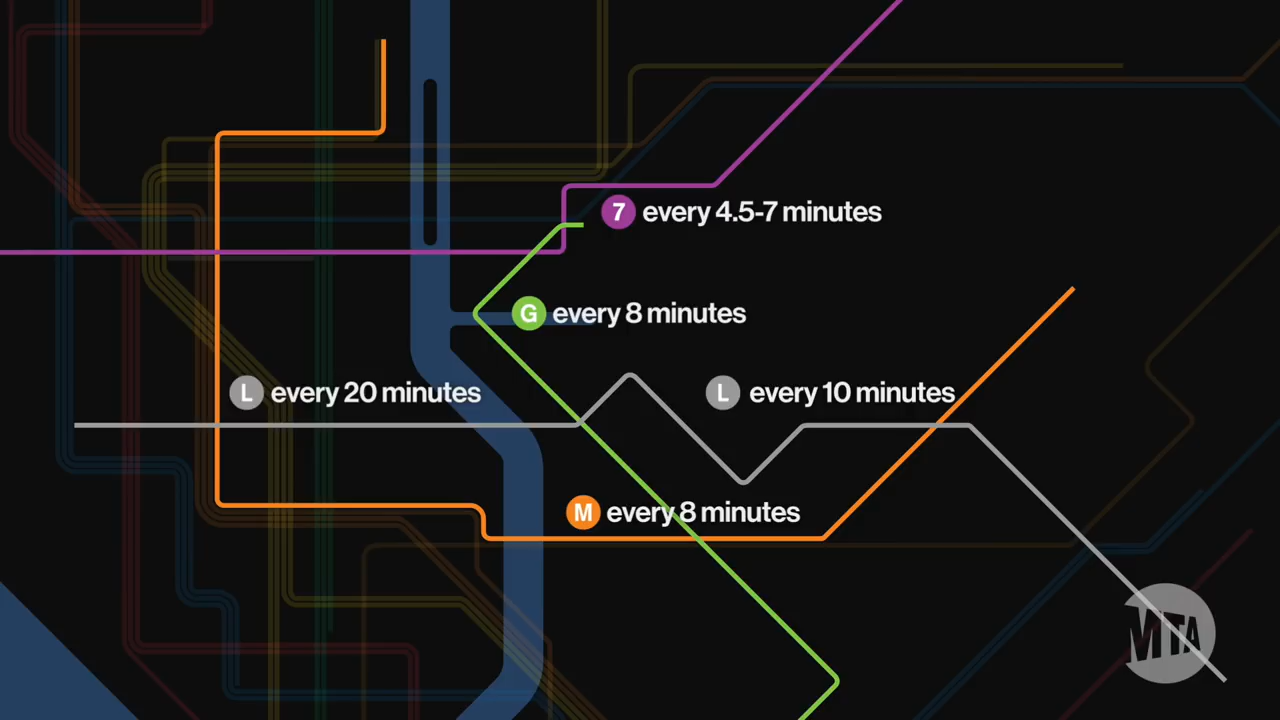 7 every 4.5-7 minutes
G every 8 minutes
L every 20 minutes
L every 10 minutes
M every 8 minutes
MTA